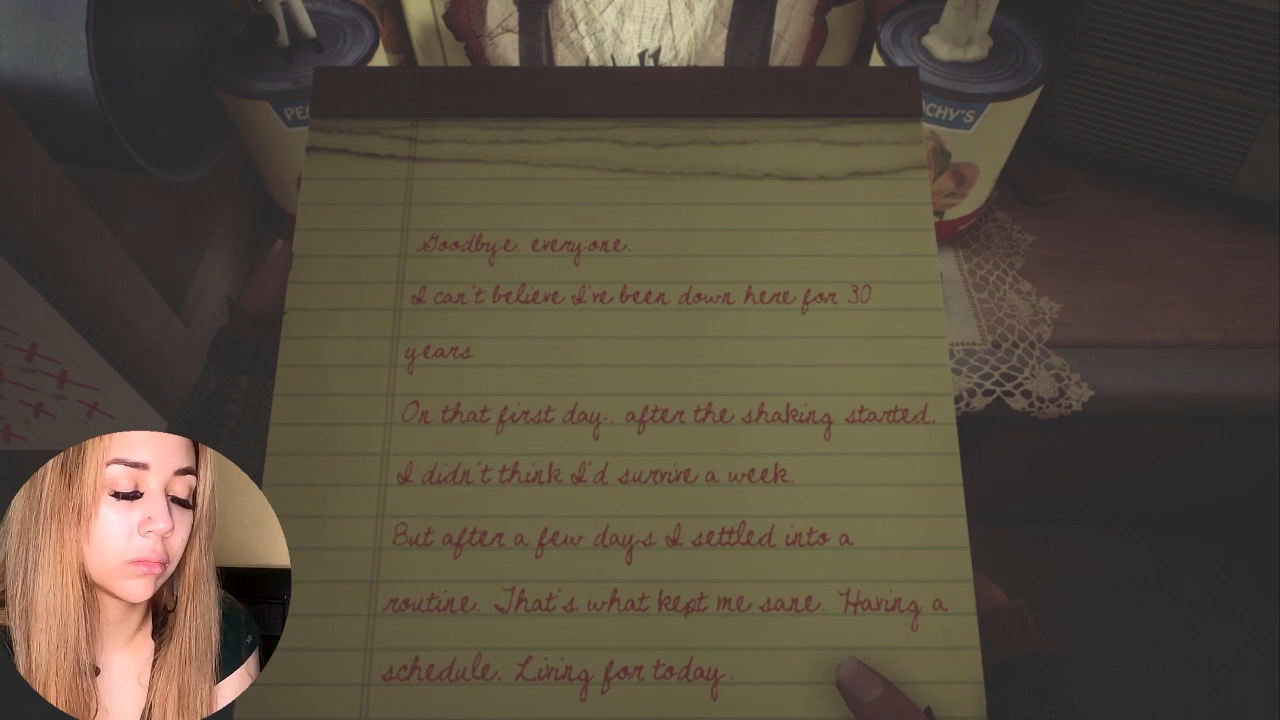 PEA
CHY'S
Goodbye, everyone.
I can't believe I've been down here for 30
years
On that first day, after the shaking started,
I didn't think I'd survive a week.
But after a few days I settled into a
routine. That's what kept me sane. Having a
schedule. Living for today.